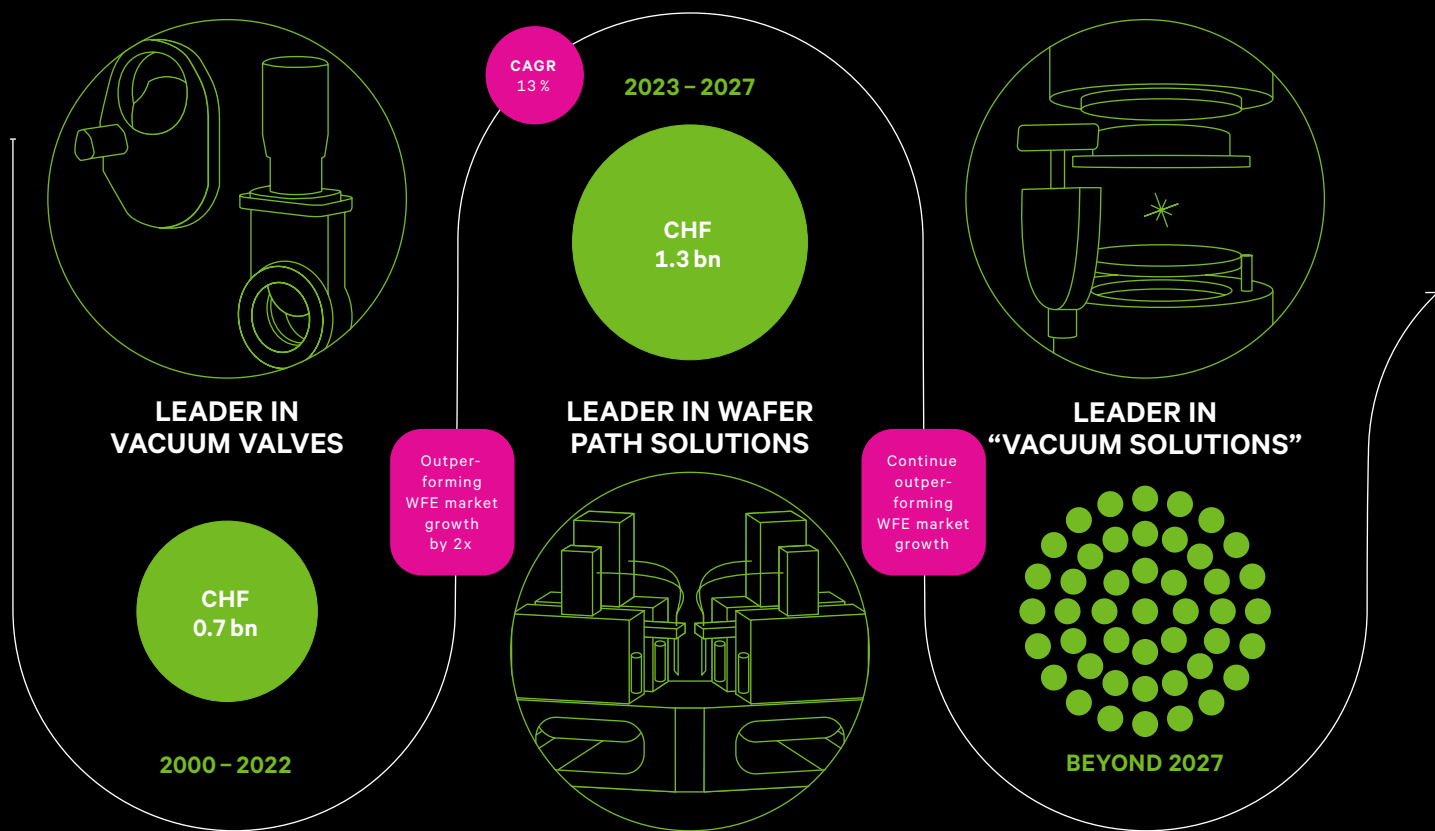 CAGR
13 %
2023 – 2027
CHF
1.3 bn
LEADER IN
VACUUM VALVES
LEADER IN WAFER
PATH SOLUTIONS
LEADER IN
“VACUUM SOLUTIONS”
Outper-
forming
WFE market
growth
by 2x
Continue
outper-
forming
WFE market
growth
CHF
0.7 bn
2000 – 2022
BEYOND 2027